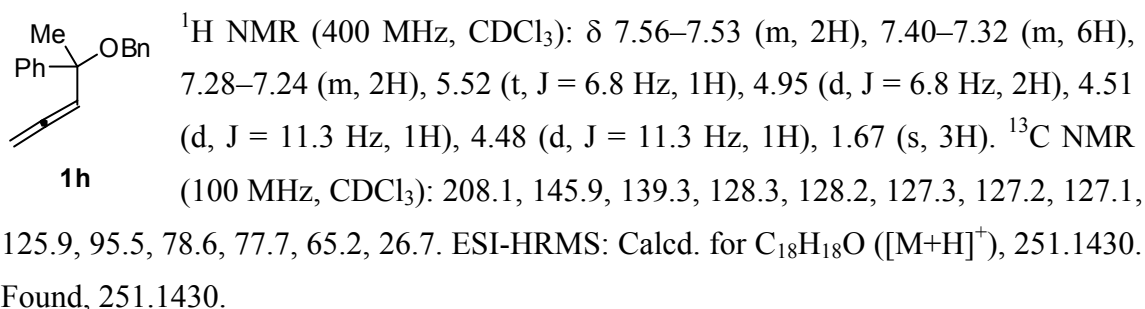 Me
OBn
Ph
1h
¹H NMR (400 MHz, CDCl₃): δ 7.56–7.53 (m, 2H), 7.40–7.32 (m, 6H),
7.28–7.24 (m, 2H), 5.52 (t, J = 6.8 Hz, 1H), 4.95 (d, J = 6.8 Hz, 2H), 4.51
(d, J = 11.3 Hz, 1H), 4.48 (d, J = 11.3 Hz, 1H), 1.67 (s, 3H). ¹³C NMR
(100 MHz, CDCl₃): 208.1, 145.9, 139.3, 128.3, 128.2, 127.3, 127.2, 127.1,
125.9, 95.5, 78.6, 77.7, 65.2, 26.7. ESI-HRMS: Calcd. for C₁₈H₁₈O ([M+H]⁺), 251.1430.
Found, 251.1430.